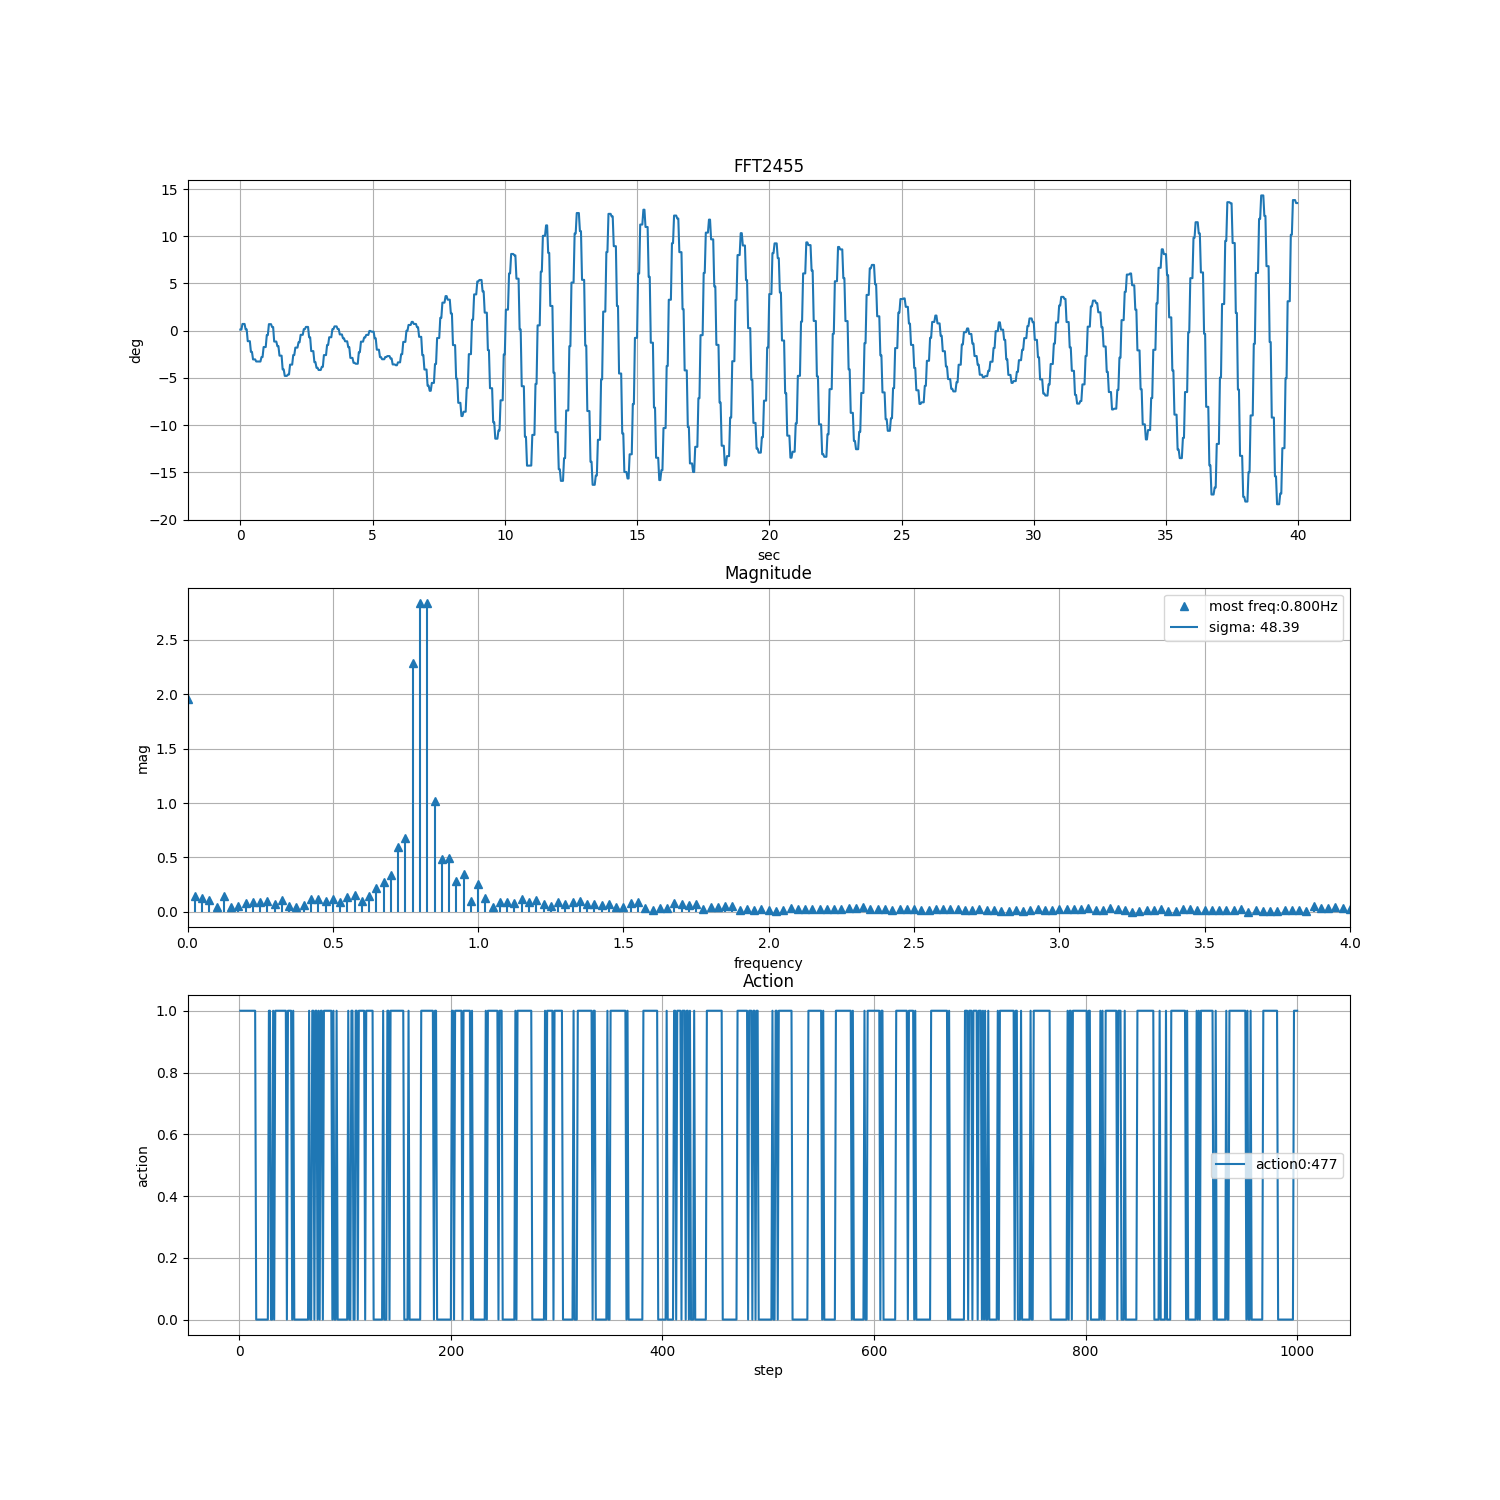 FFT2455
15
10
5
0
−5
−10
−15
−20
deg
0 5 10 15 20 25 30 35 40
sec
Magnitude
most freq:0.800Hz
sigma: 48.39
2.5
2.0
1.5
1.0
0.5
0.0
mag
0.0 0.5 1.0 1.5 2.0 2.5 3.0 3.5 4.0
frequency
Action
1.0
0.8
0.6
0.4
0.2
0.0
action
action0:477
0 200 400 600 800 1000
step